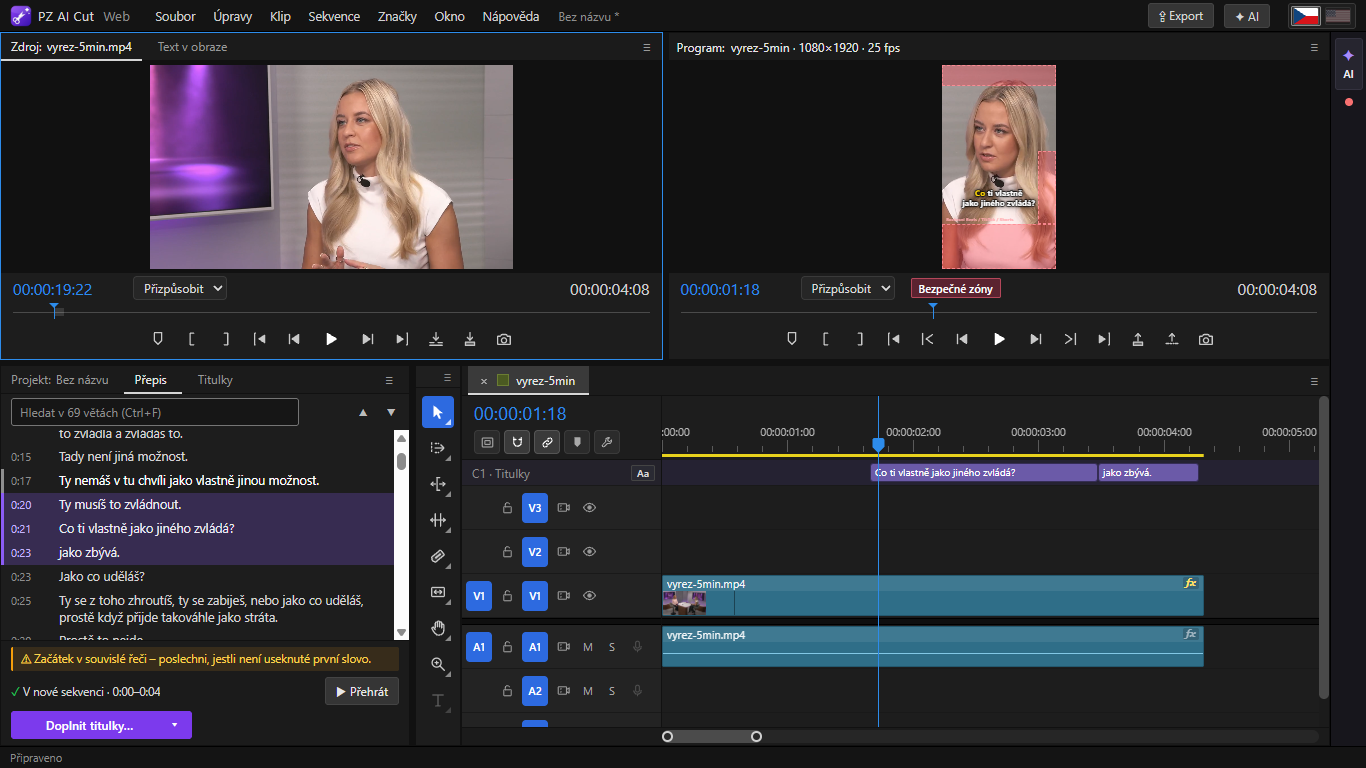 PZ AI Cut Web Soubor Úpravy Klip Sekvence Značky Okno Nápověda Bez názvu * Export AI
Zdroj: vyrez-5min.mp4 Text v obraze
Program: vyrez-5min · 1080×1920 · 25 fps
AI
Co ti vlastně
jako jiného zvládá?
00:00:19:22 Přizpůsobit 00:00:04:08
00:00:01:18 Přizpůsobit Bezpečné zóny 00:00:04:08
Projekt: Bez názvu Přepis Titulky
Hledat v 69 větách (Ctrl+F)
to zvládla a zvládáš to.
0:15 Tady není jiná možnost.
0:17 Ty nemáš v tu chvíli jako vlastně jinou možnost.
0:20 Ty musíš to zvládnout.
0:21 Co ti vlastně jako jiného zvládá?
0:23 jako zbývá.
0:23 Jako co uděláš?
0:25 Ty se z toho zhroutíš, ty se zabiješ, nebo jako co uděláš,
prostě když přijde takováhle jako stráta.
Prostě to nejde
⚠ Začátek v souvislé řeči – poslechni, jestli není useknuté první slovo.
✓ V nové sekvenci · 0:00–0:04 ▶ Přehrát
Doplnit titulky...
T
× vyrez-5min
00:00:01:18
:00:00 00:00:01:00 00:00:02:00 00:00:03:00 00:00:04:00 00:00:05:00
C1 · Titulky Aa Co ti vlastně jako jiného zvládá? jako zbývá.
V3
V2
V1 V1 vyrez-5min.mp4 fx
A1 A1 M S vyrez-5min.mp4 fx
A2 M S
Připraveno